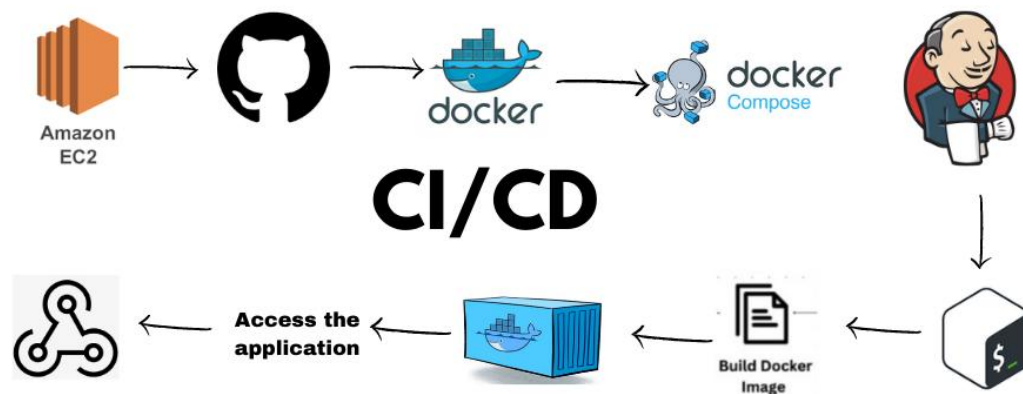 Amazon
EC2
docker
docker
Compose
CI/CD
Access the
application
Build Docker
Image
$_